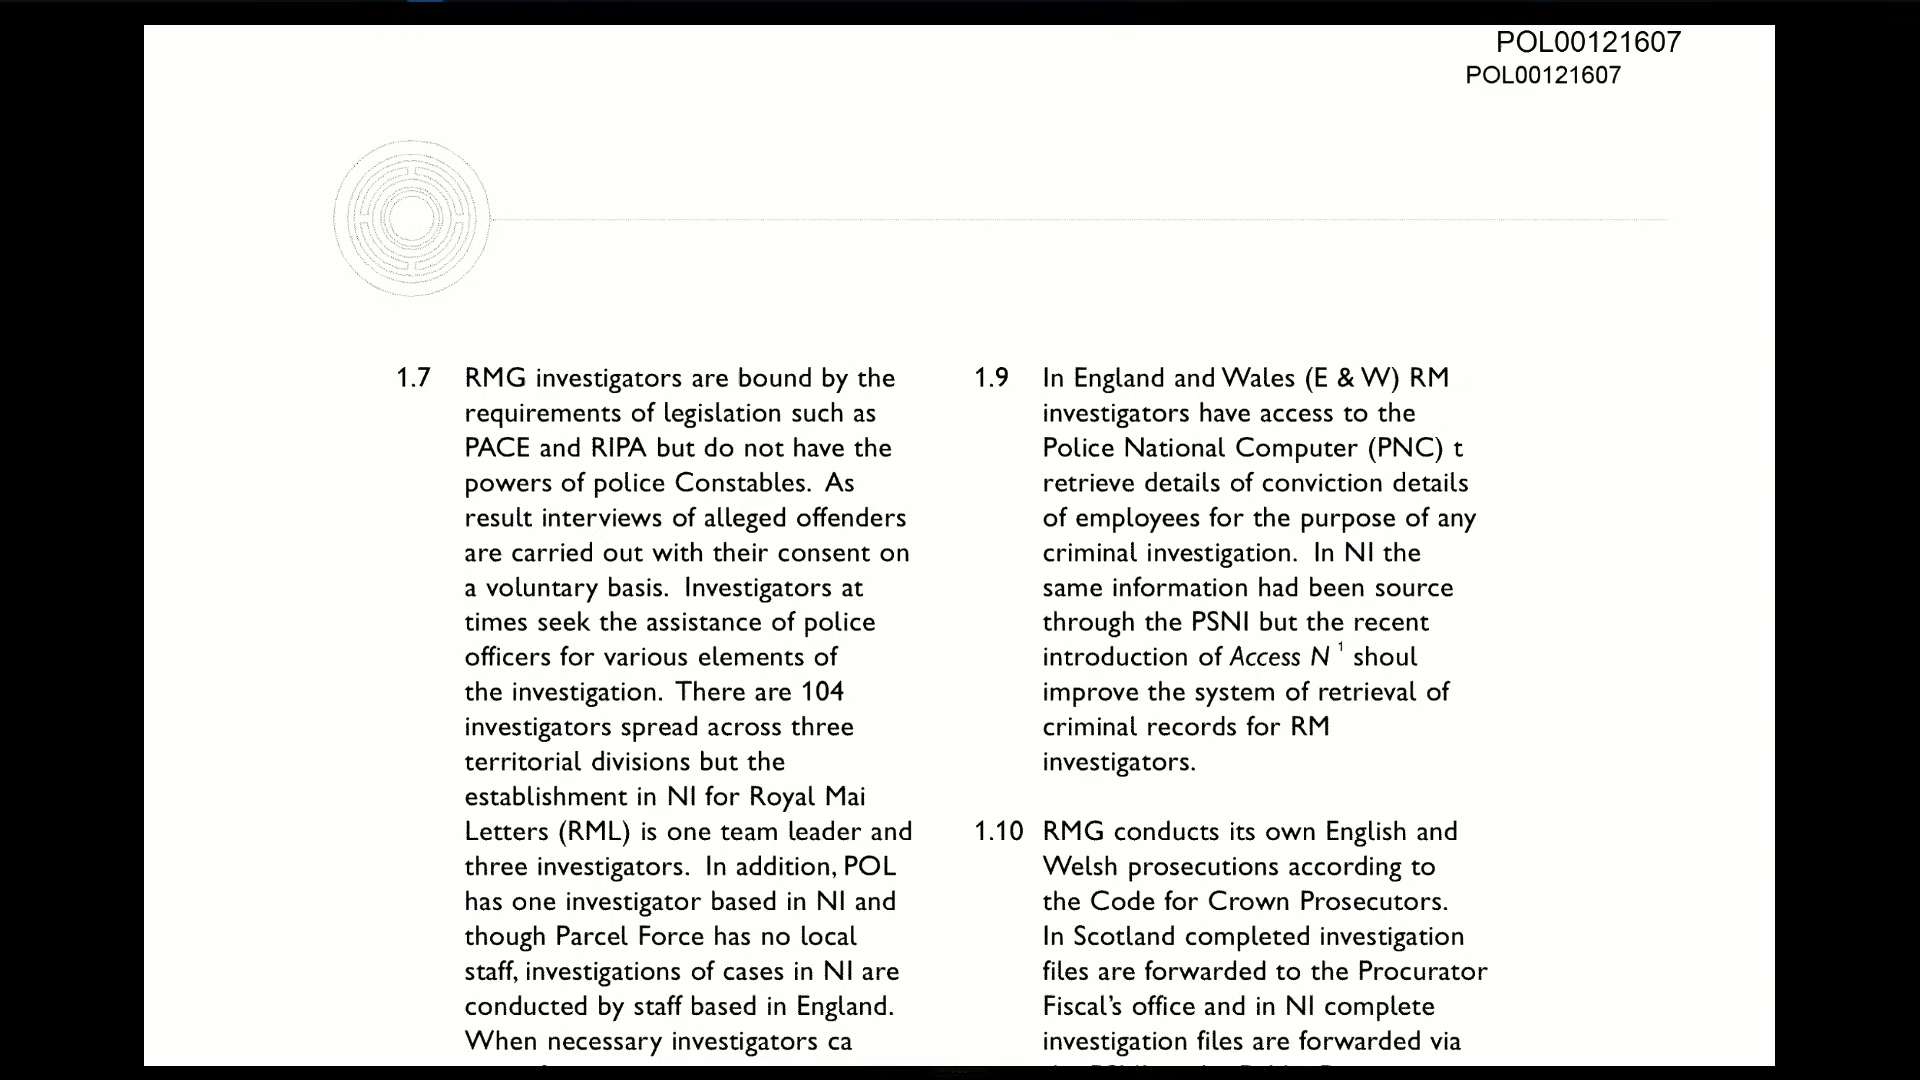 POL00121607
POL00121607
1.7 RMG investigators are bound by the
requirements of legislation such as
PACE and RIPA but do not have the
powers of police Constables. As
result interviews of alleged offenders
are carried out with their consent on
a voluntary basis. Investigators at
times seek the assistance of police
officers for various elements of
the investigation. There are 104
investigators spread across three
territorial divisions but the
establishment in NI for Royal Mai
Letters (RML) is one team leader and
three investigators. In addition, POL
has one investigator based in NI and
though Parcel Force has no local
staff, investigations of cases in NI are
conducted by staff based in England.
When necessary investigators ca
1.9 In England and Wales (E & W) RM
investigators have access to the
Police National Computer (PNC) t
retrieve details of conviction details
of employees for the purpose of any
criminal investigation. In NI the
same information had been source
through the PSNI but the recent
introduction of Access N 1 shoul
improve the system of retrieval of
criminal records for RM
investigators.
1.10 RMG conducts its own English and
Welsh prosecutions according to
the Code for Crown Prosecutors.
In Scotland completed investigation
files are forwarded to the Procurator
Fiscal's office and in NI complete
investigation files are forwarded via